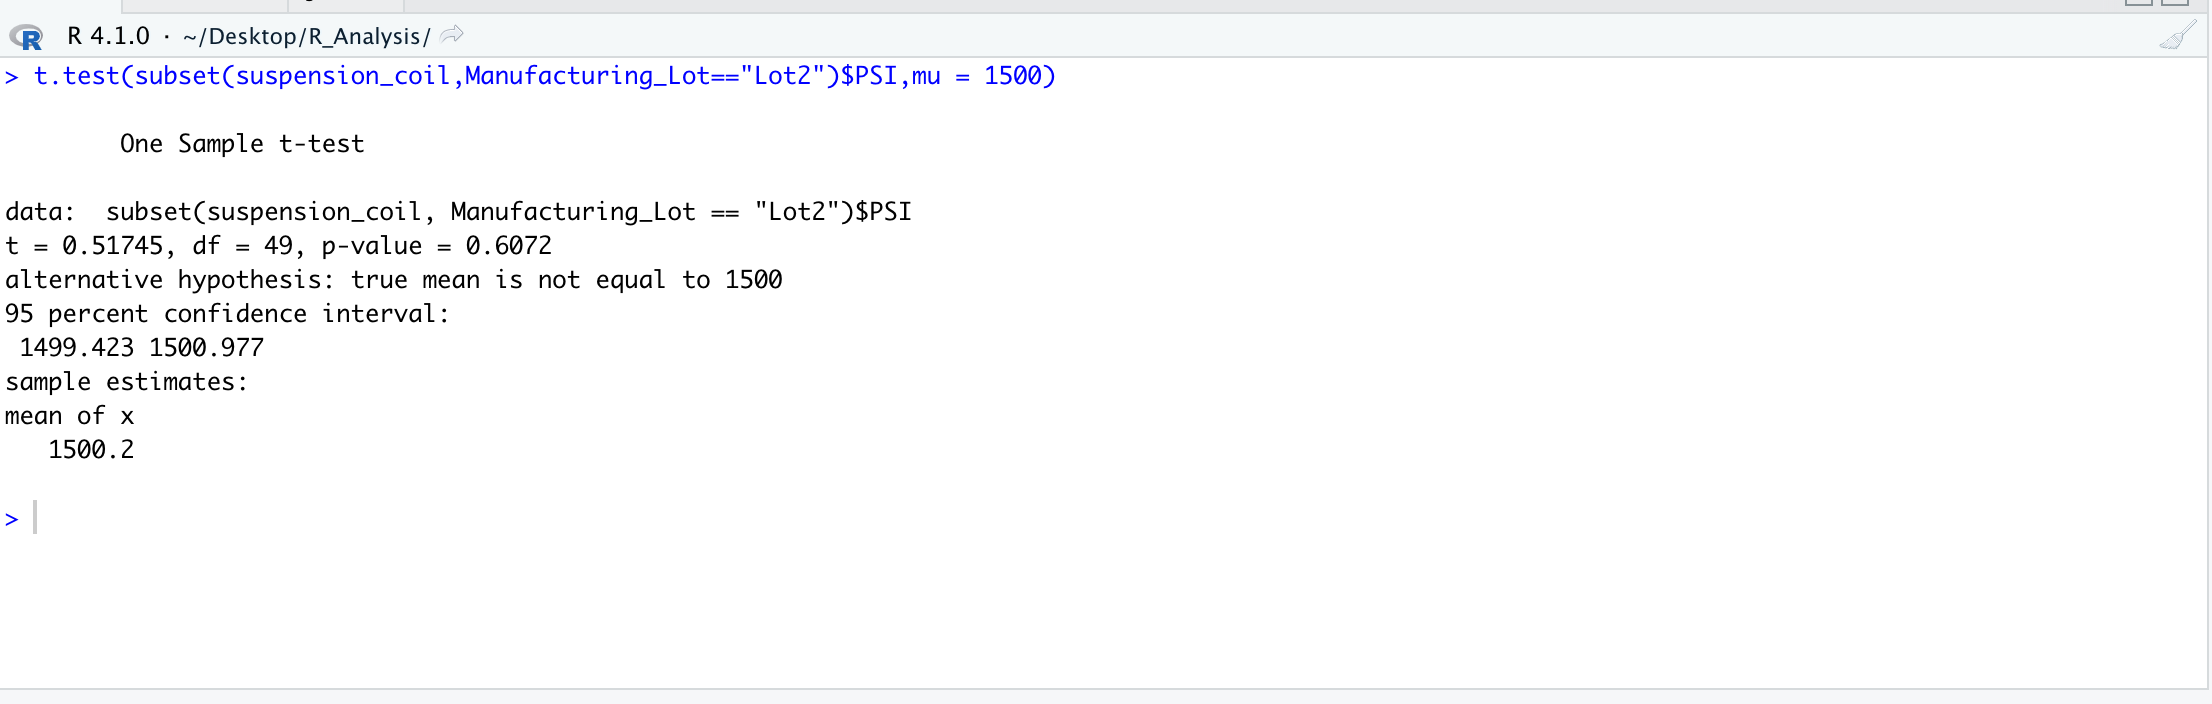 R 4.1.0 · ~/Desktop/R_Analysis/
> t.test(subset(suspension_coil,Manufacturing_Lot=="Lot2")$PSI,mu = 1500)
One Sample t-test
data:  subset(suspension_coil, Manufacturing_Lot == "Lot2")$PSI
t = 0.51745, df = 49, p-value = 0.6072
alternative hypothesis: true mean is not equal to 1500
95 percent confidence interval:
1499.423 1500.977
sample estimates:
mean of x
1500.2
>